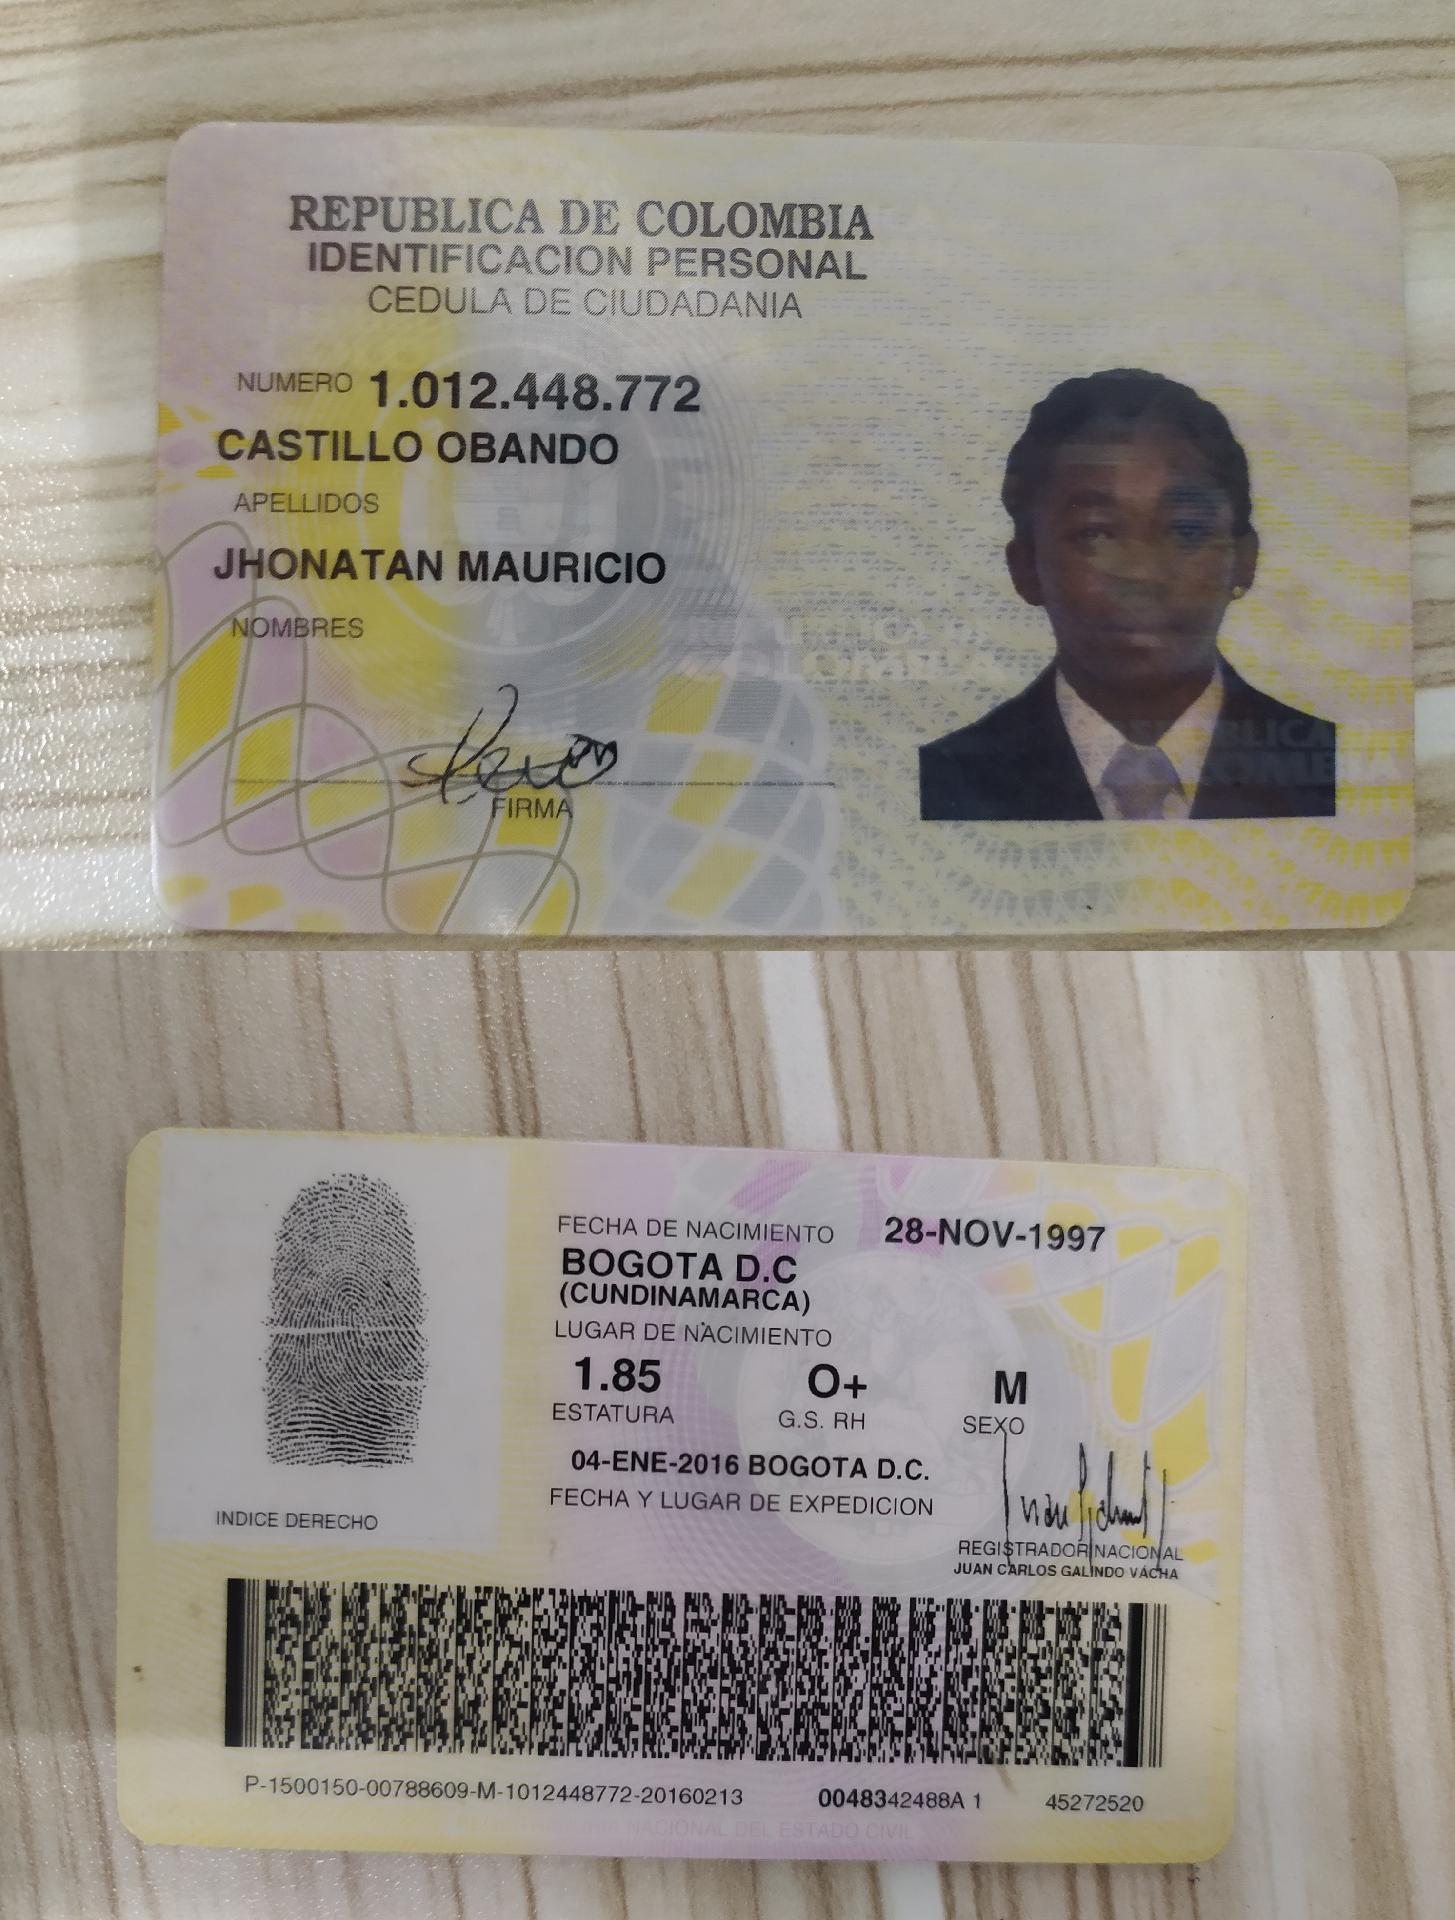 REPUBLICA DE COLOMBIA
IDENTIFICACION PERSONAL
CEDULA DE CIUDADANIA
NUMERO 1.012.448.772
CASTILLO OBANDO
APELLIDOS
JHONATAN MAURICIO
NOMBRES
FIRMA
FECHA DE NACIMIENTO 28-NOV-1997
BOGOTA D.C
(CUNDINAMARCA)
LUGAR DE NACIMIENTO
1.85 O+ M
ESTATURA G.S. RH SEXO
04-ENE-2016 BOGOTA D.C.
FECHA Y LUGAR DE EXPEDICION
INDICE DERECHO
REGISTRADOR NACIONAL
JUAN CARLOS GALINDO VÁCHA
P-1500150-00788609-M-1012448772-20160213 0048342488A 1 45272520
NACIONAL DEL ESTADO CIVIL